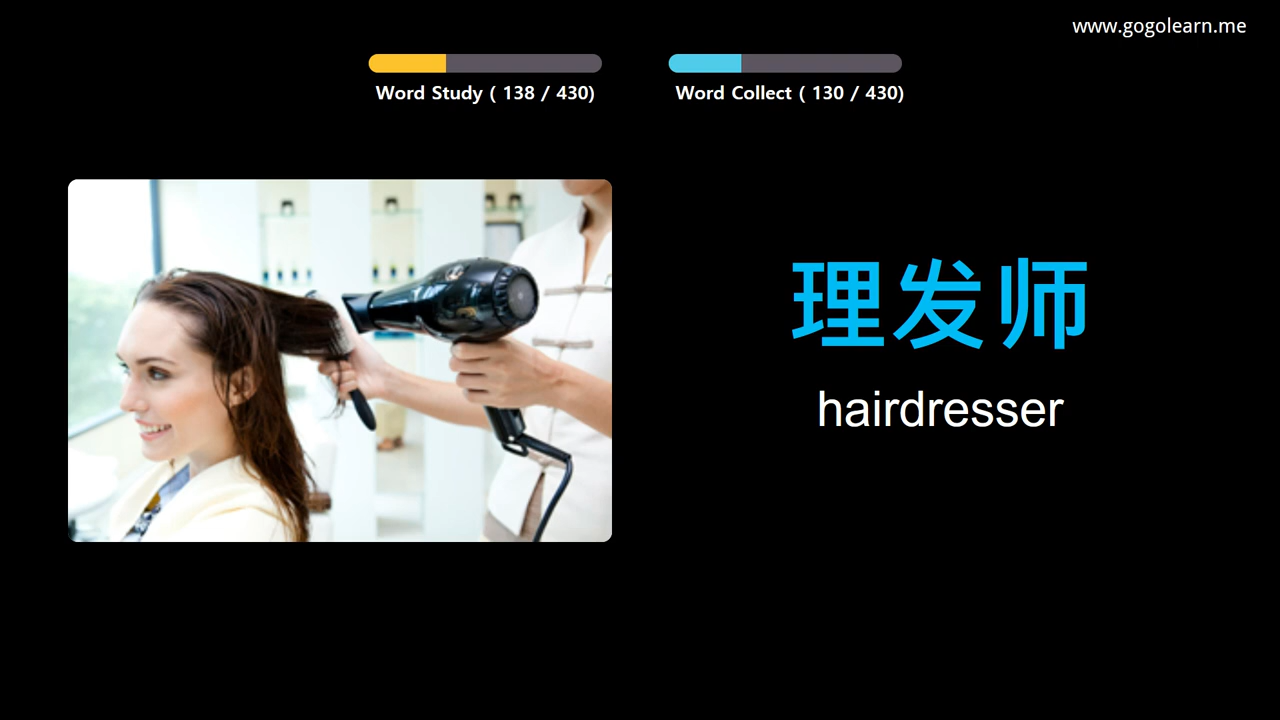 www.gogolearn.me
Word Study ( 138 / 430)
Word Collect ( 130 / 430)
理发师
hairdresser